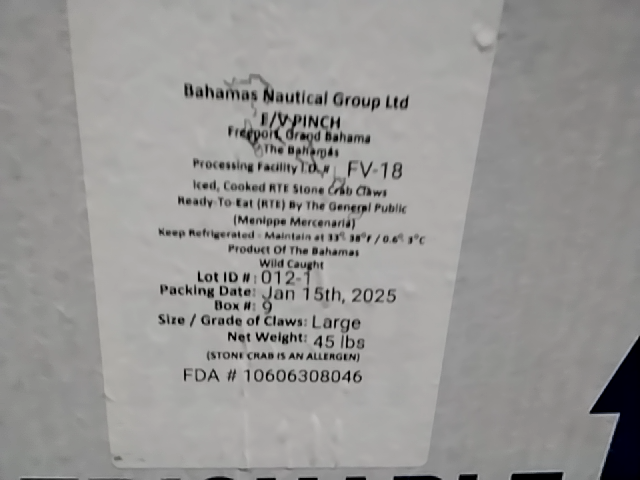 Bahamas Nautical Group Ltd
F/V PINCH
Freeport, Grand Bahama
The Bahamas
Processing Facility I.D. # FV-18
Iced, Cooked RTE Stone Crab Claws
Ready-To-Eat (RTE) By The General Public
(Menippe Mercenaria)
Keep Refrigerated - Maintain at 33° 38°F / 0.6° 3°C
Product Of The Bahamas
Wild Caught
Lot ID #: 012-1
Packing Date: Jan 15th, 2025
Box #: 9
Size / Grade of Claws: Large
Net Weight: 45 lbs
(STONE CRAB IS AN ALLERGEN)
FDA # 10606308046